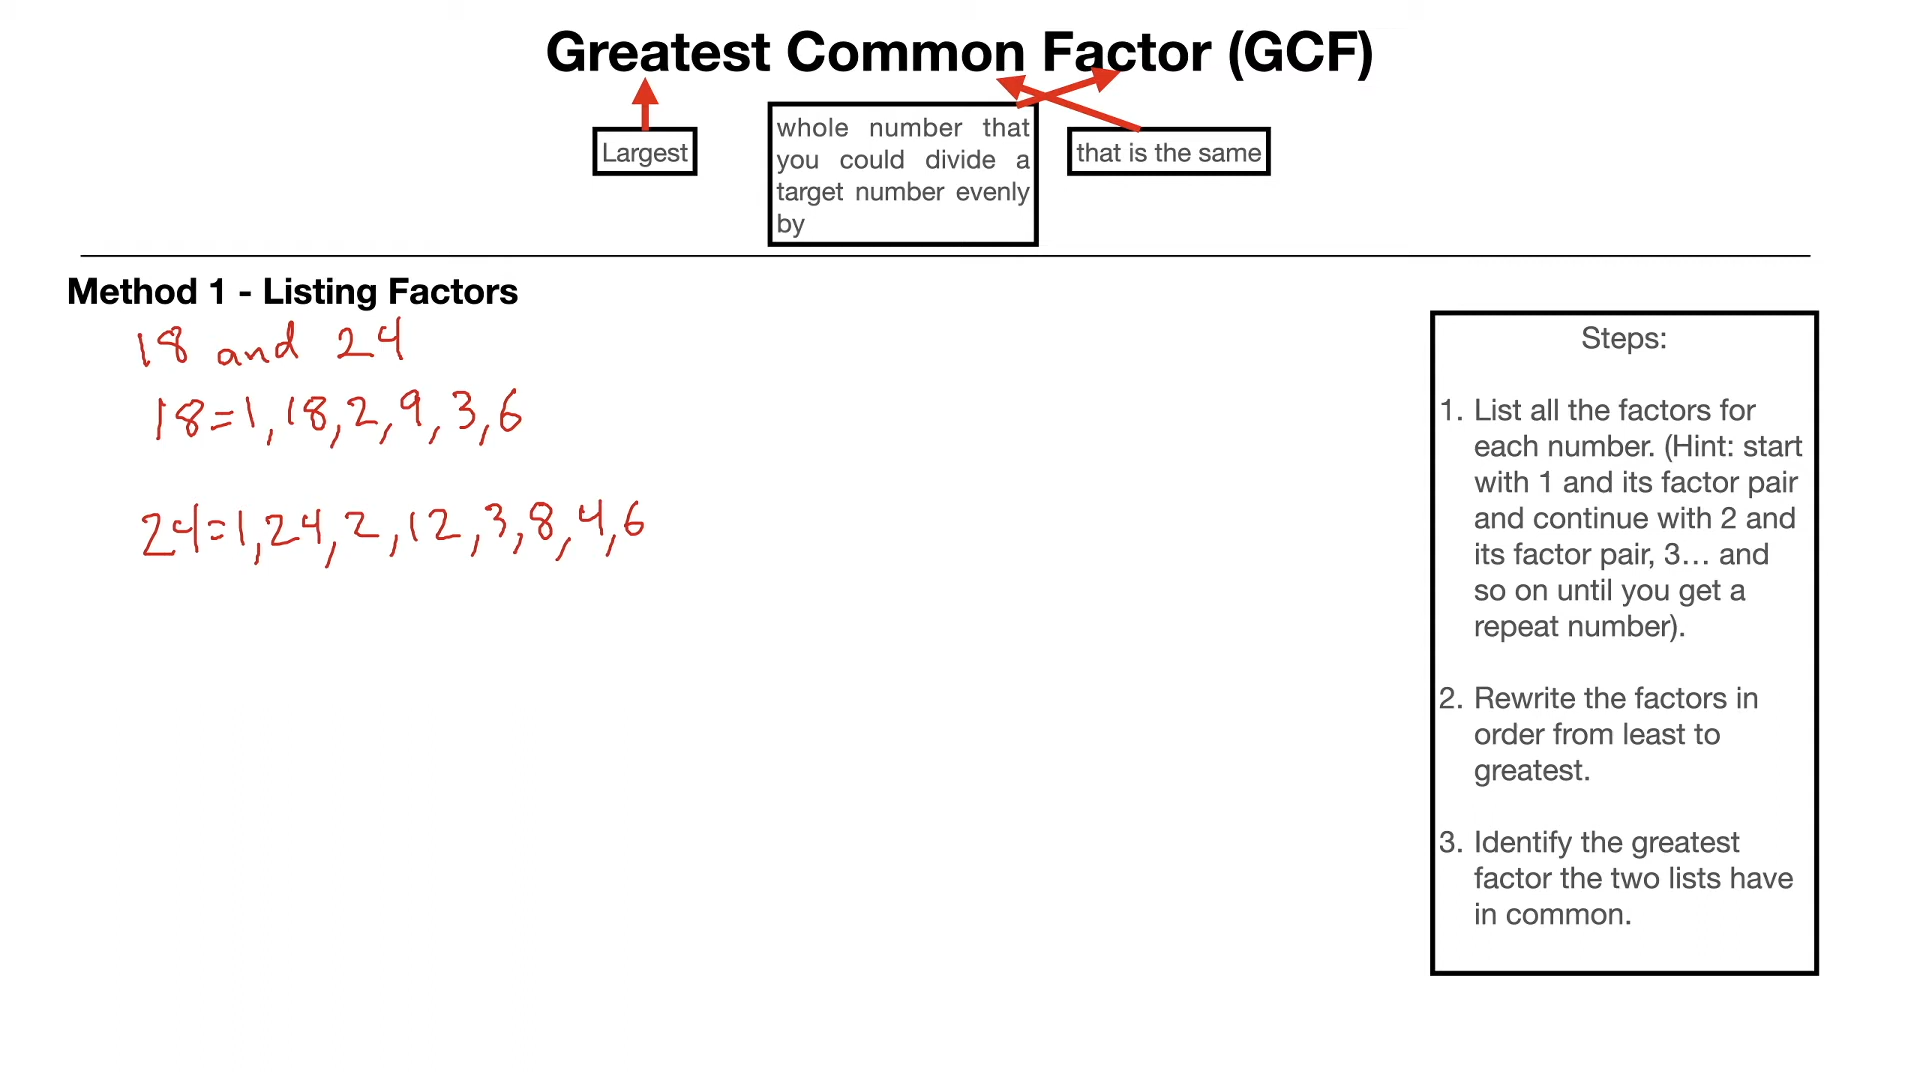 Greatest Common Factor (GCF)
Largest
whole number that
you could divide a
target number evenly
by
that is the same
Method 1 - Listing Factors
18 and 24
18=1,18,2,9,3,6
24=1,24,2,12,3,8,4,6
Steps:
1. List all the factors for
each number. (Hint: start
with 1 and its factor pair
and continue with 2 and
its factor pair, 3… and
so on until you get a
repeat number).
2. Rewrite the factors in
order from least to
greatest.
3. Identify the greatest
factor the two lists have
in common.